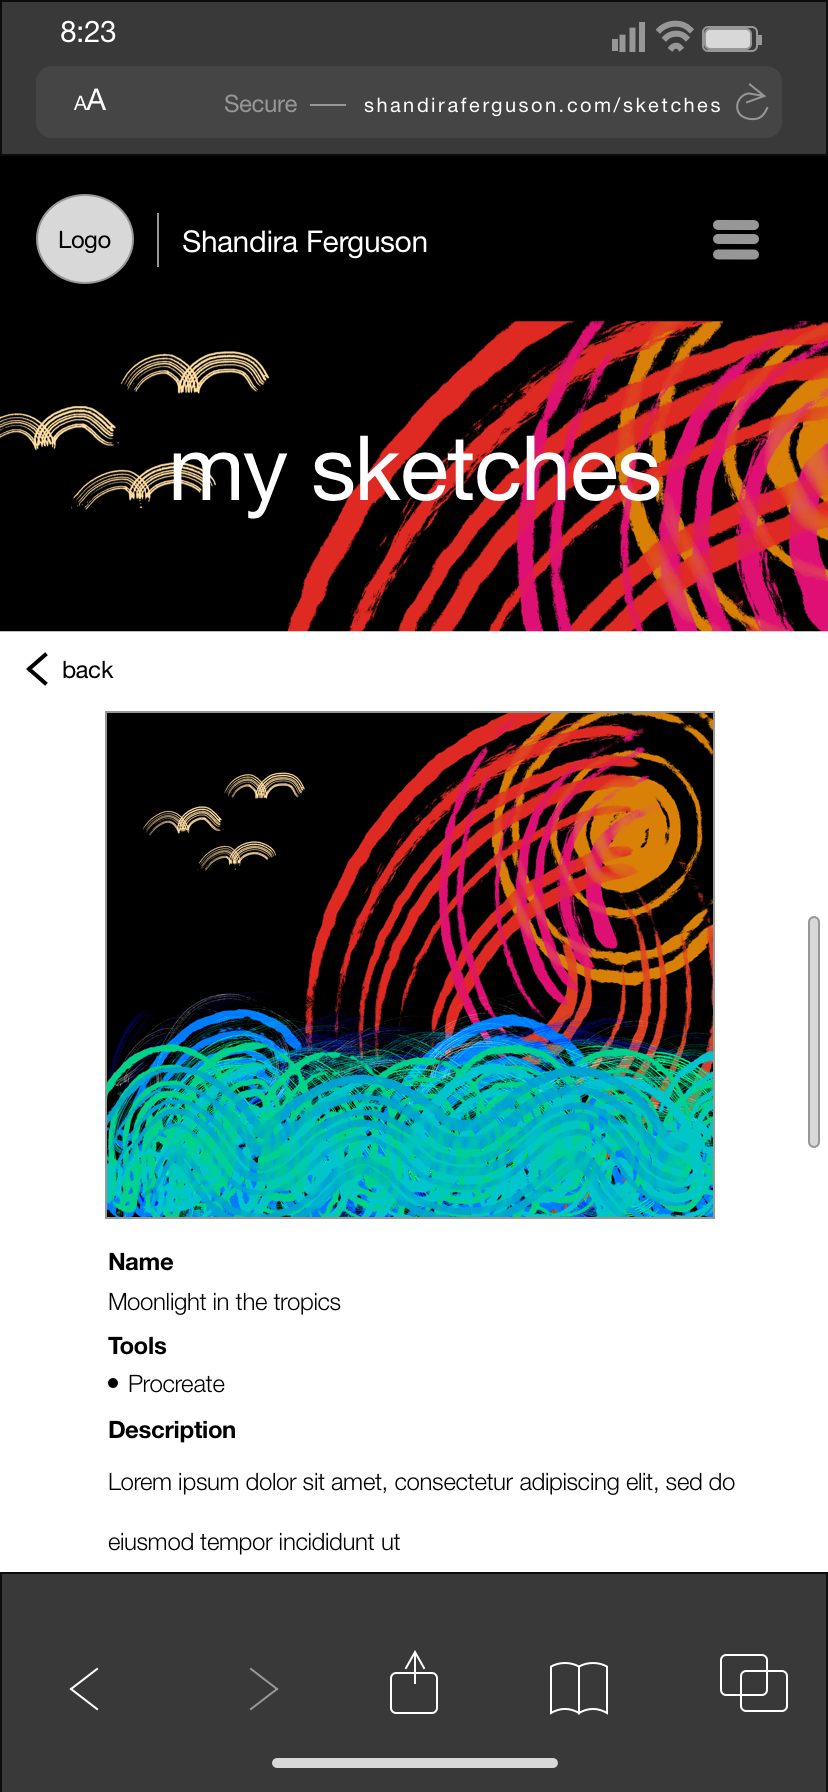 8:23
AA
Secure — shandiraferguson.com/sketches
Logo
Shandira Ferguson
my sketches
back
Name
Moonlight in the tropics
Tools
• Procreate
Description
Lorem ipsum dolor sit amet, consectetur adipiscing elit, sed do
eiusmod tempor incididunt ut